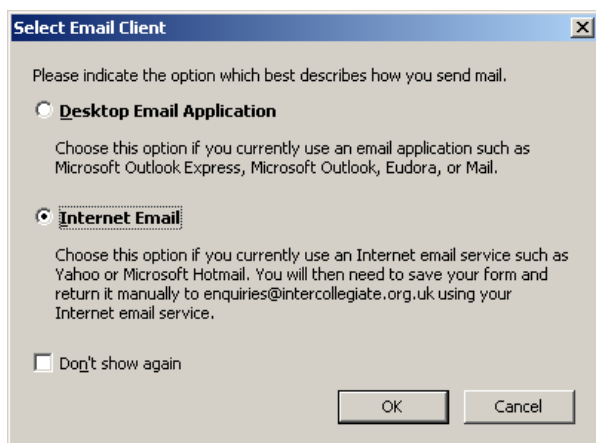 Select Email Client
Please indicate the option which best describes how you send mail.
Desktop Email Application
Choose this option if you currently use an email application such as
Microsoft Outlook Express, Microsoft Outlook, Eudora, or Mail.
Internet Email
Choose this option if you currently use an Internet email service such as
Yahoo or Microsoft Hotmail. You will then need to save your form and
return it manually to enquiries@intercollegiate.org.uk using your
Internet email service.
Don't show again
OK Cancel